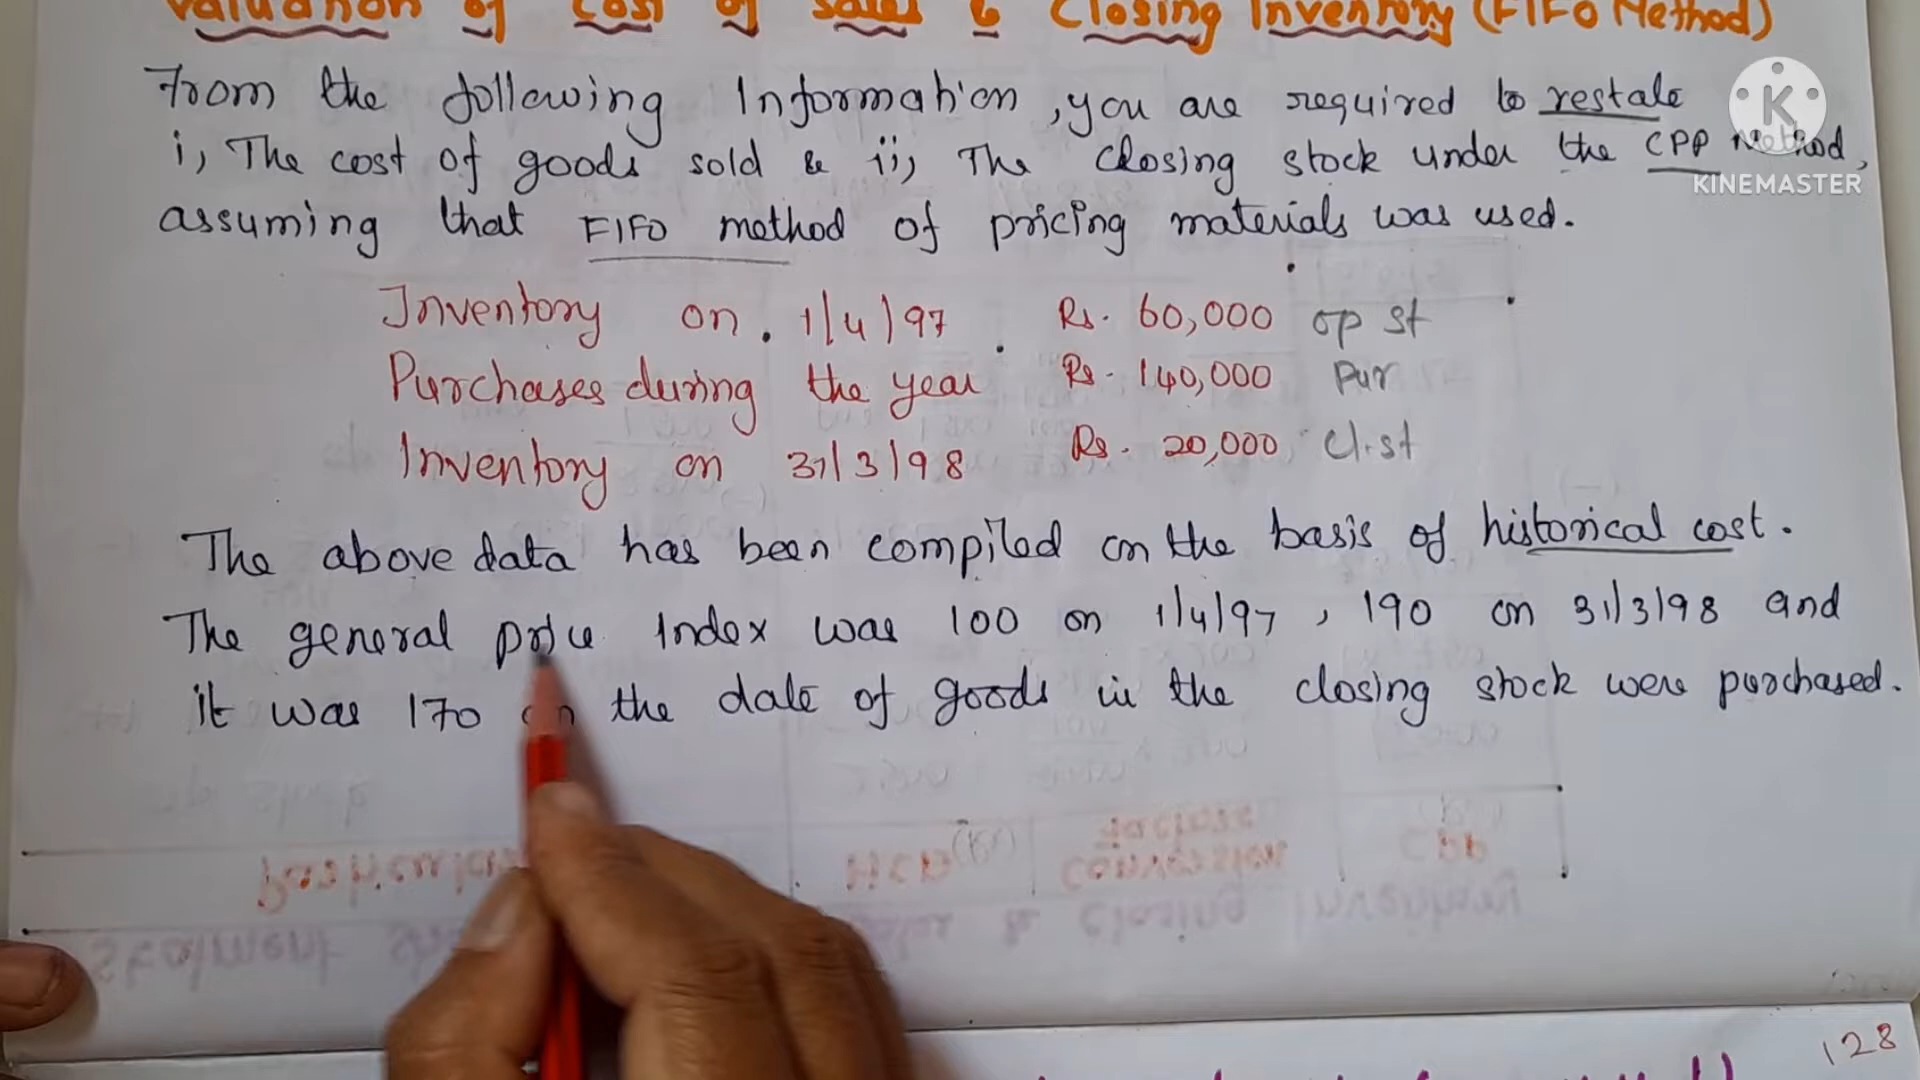 Valuation of Cost of Sales & Closing Inventory (FIFO Method)
From the following Information, you are required to restate
i, The cost of goods sold & ii, The closing stock under the CPP Method,
assuming that FIFO method of pricing materials was used.
Inventory on 1/4/97 Rs. 60,000 op st
Purchases during the year Rs. 140,000 Pur
Inventory on 31/3/98 Rs. 20,000 cl.st
The above data has been compiled on the basis of historical cost.
The general price Index was 100 on 1/4/97, 190 on 31/3/98 and
it was 170 on the date of goods in the closing stock were purchased.
128
K
KINEMASTER